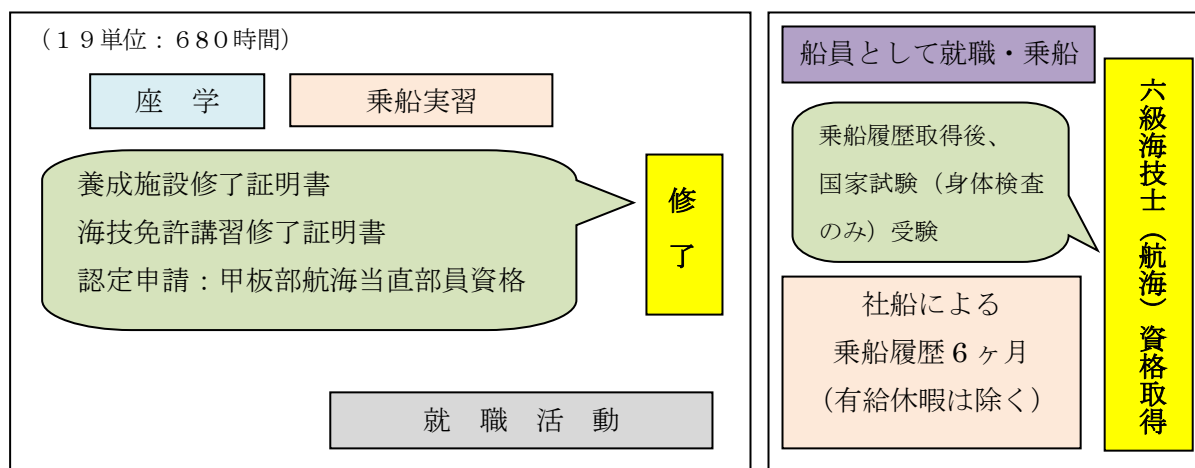 （１９単位：６８０時間）
座　学
乗船実習
養成施設修了証明書
海技免許講習修了証明書
認定申請：甲板部航海当直部員資格
修
了
就　職　活　動
船員として就職・乗船
乗船履歴取得後、
国家試験（身体検査
のみ）受験
社船による
乗船履歴６ヶ月
（有給休暇は除く）
六級海技士（航海）資格取得